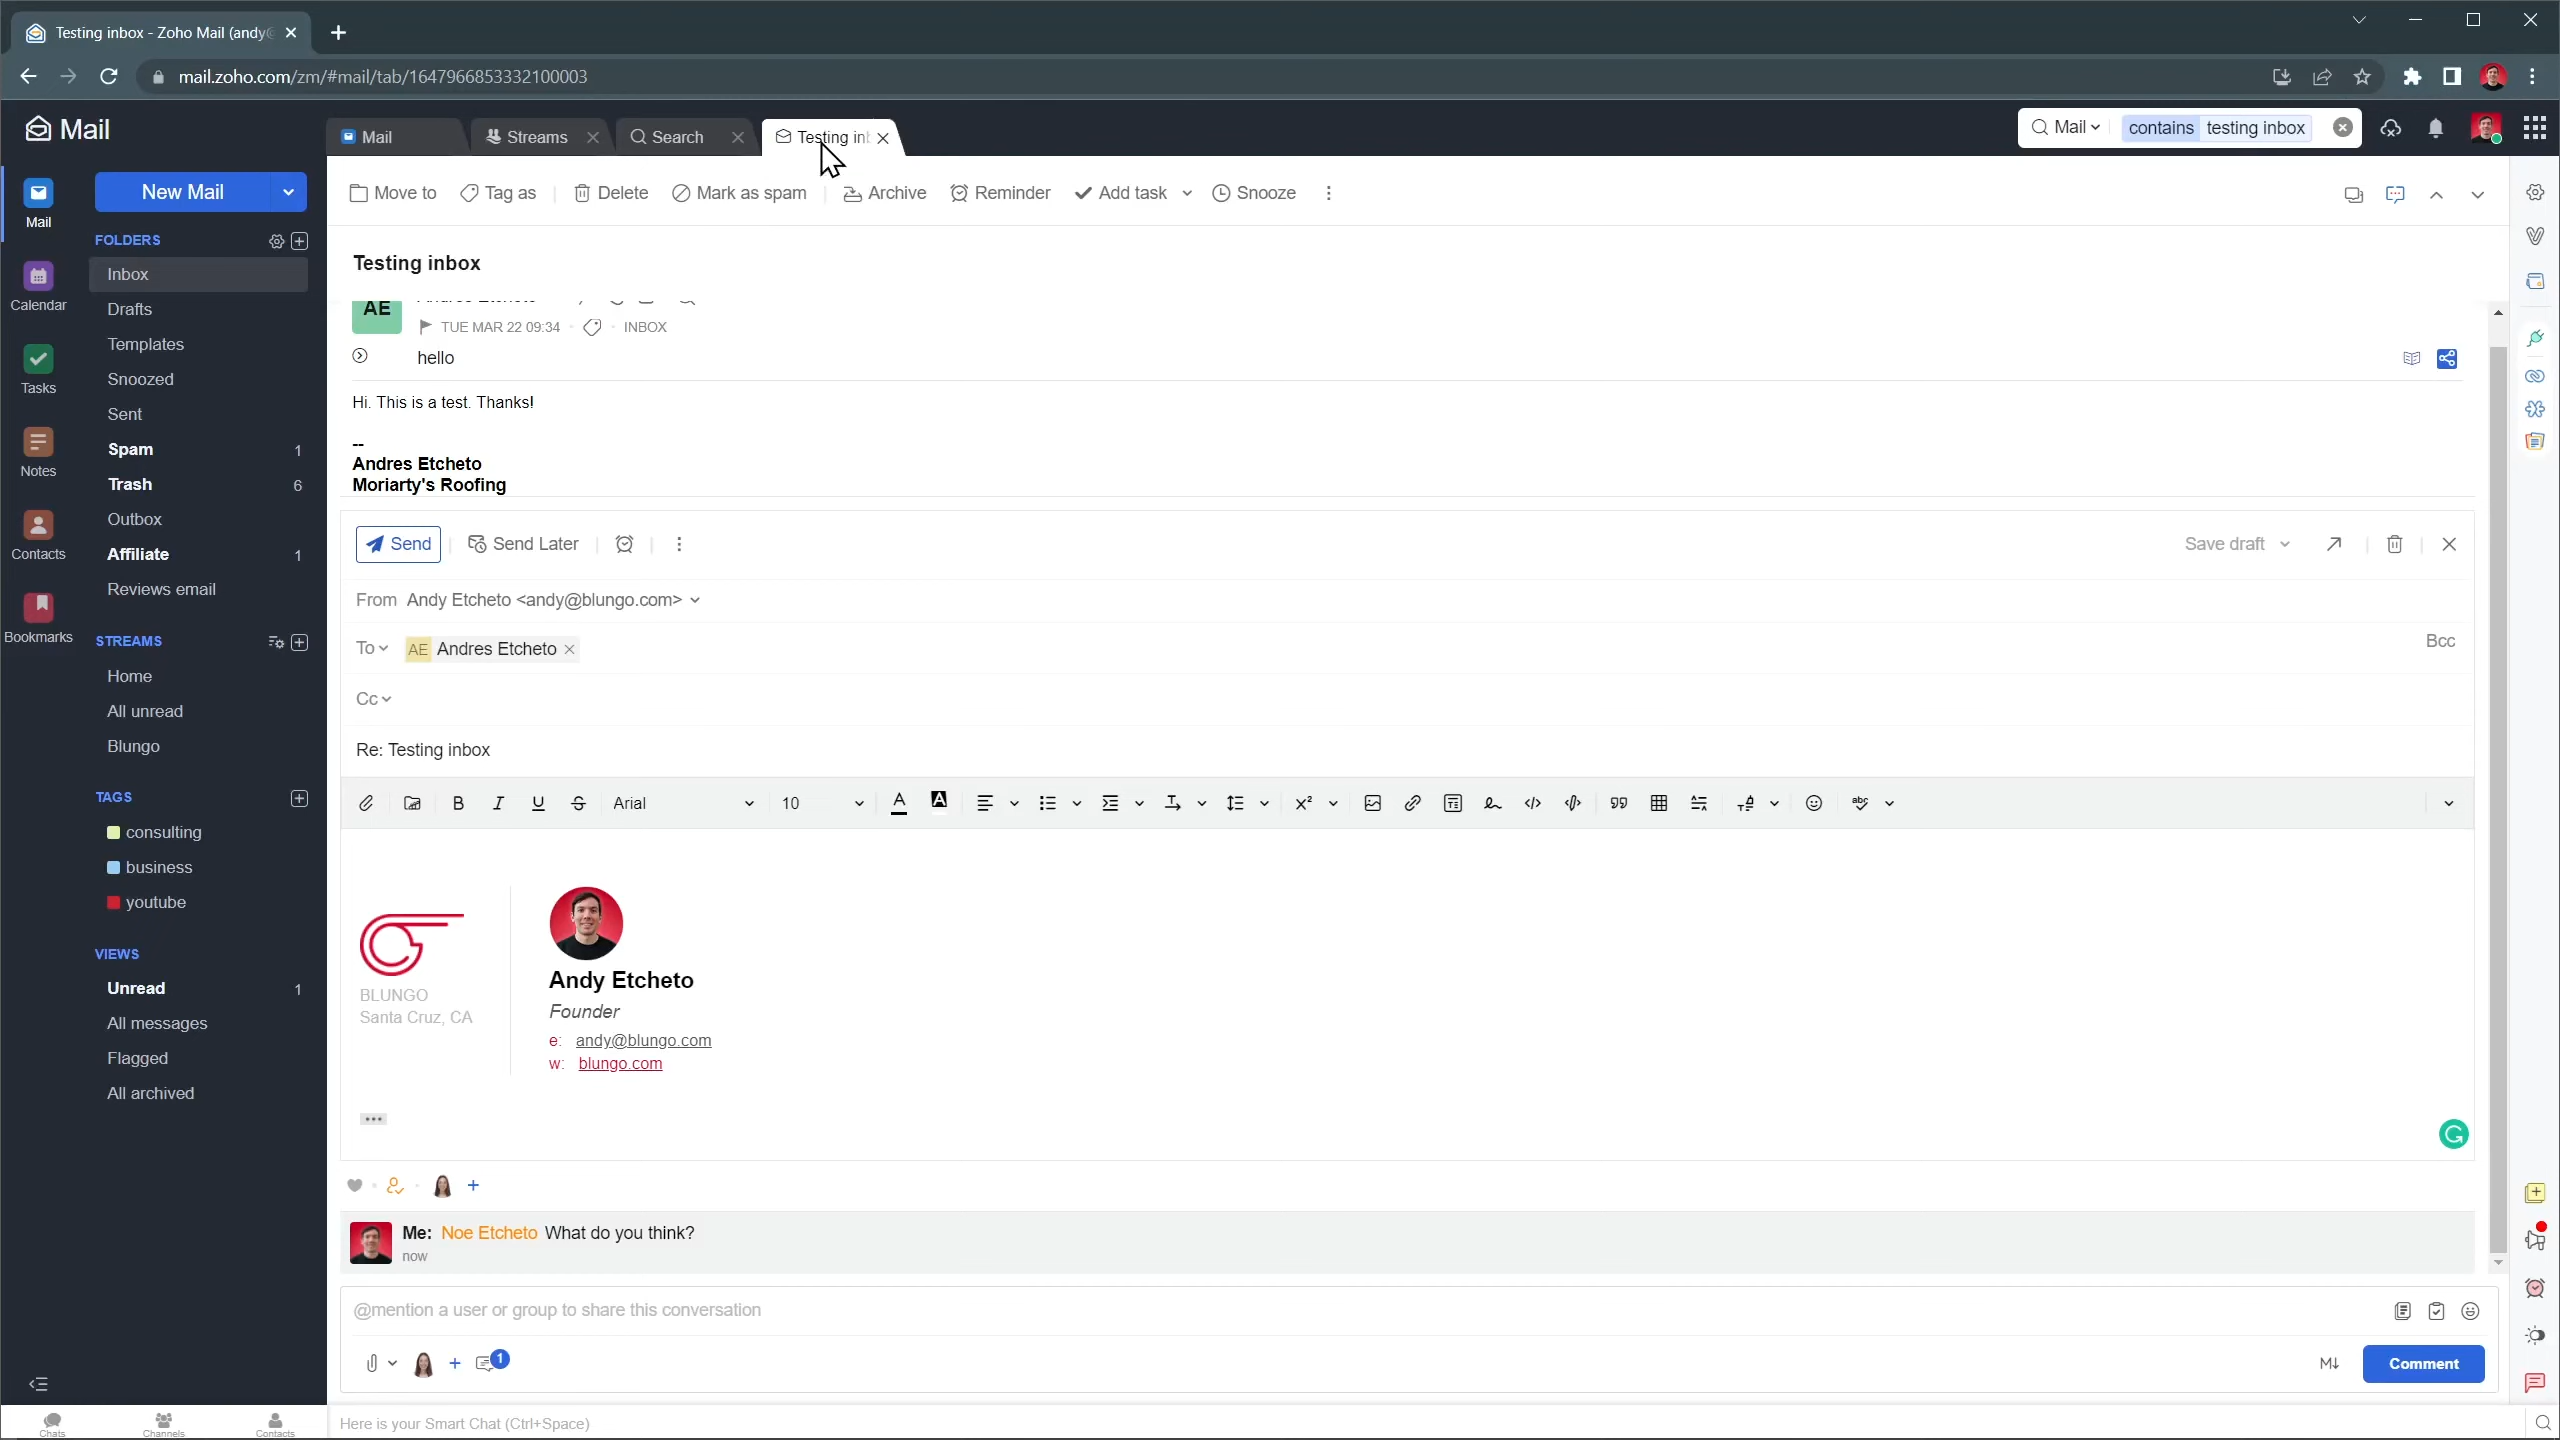 Testing inbox - Zoho Mail (andy@
mail.zoho.com/zm/#mail/tab/1647966853332100003
Mail
Mail
Streams
Search
Testing in
Mail
contains testing inbox
Mail
Calendar
Tasks
Notes
Contacts
Bookmarks
New Mail
FOLDERS
Inbox
Drafts
Templates
Snoozed
Sent
Spam 1
Trash 6
Outbox
Affiliate 1
Reviews email
STREAMS
Home
All unread
Blungo
TAGS
consulting
business
youtube
VIEWS
Unread 1
All messages
Flagged
All archived
Chats
Channels
Contacts
Move to
Tag as
Delete
Mark as spam
Archive
Reminder
Add task
Snooze
Testing inbox
AE
TUE MAR 22 09:34 · INBOX
hello
Hi. This is a test. Thanks!
--
Andres Etcheto
Moriarty's Roofing
Send
Send Later
Save draft
From Andy Etcheto <andy@blungo.com>
To AE Andres Etcheto
Bcc
Cc
Re: Testing inbox
B I U S Arial 10
BLUNGO
Santa Cruz, CA
Andy Etcheto
Founder
e: andy@blungo.com
w: blungo.com
Me: Noe Etcheto What do you think?
now
@mention a user or group to share this conversation
1
M↓
Comment
Here is your Smart Chat (Ctrl+Space)